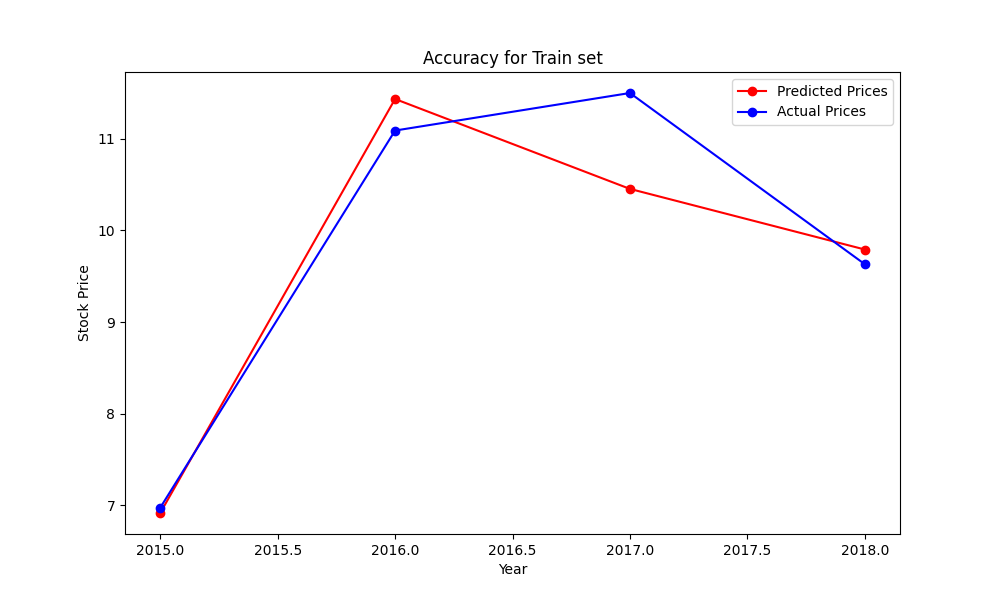 Accuracy for Train set
Predicted Prices
Actual Prices
11
10
9
8
7
Stock Price
2015.0 2015.5 2016.0 2016.5 2017.0 2017.5 2018.0
Year